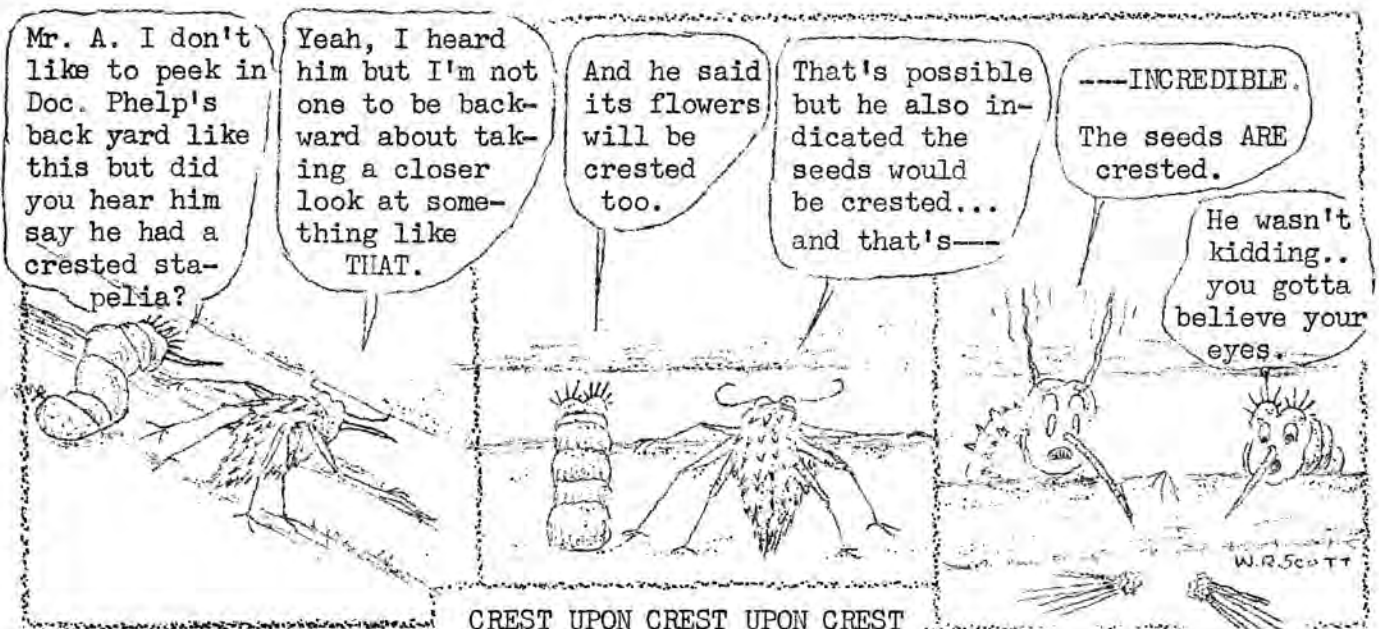 Mr. A. I don't
like to peek in
Doc. Phelp's
back yard like
this but did
you hear him
say he had a
crested sta-
pelia?
Yeah, I heard
him but I'm not
one to be back-
ward about tak-
ing a closer
look at some-
thing like
THAT.
And he said
its flowers
will be
crested
too.
That's possible
but he also in-
dicated the
seeds would
be crested...
and that's----
---INCREDIBLE.
The seeds ARE
crested.
He wasn't
kidding..
you gotta
believe your
eyes.
W.R.SCOTT
CREST UPON CREST UPON CREST